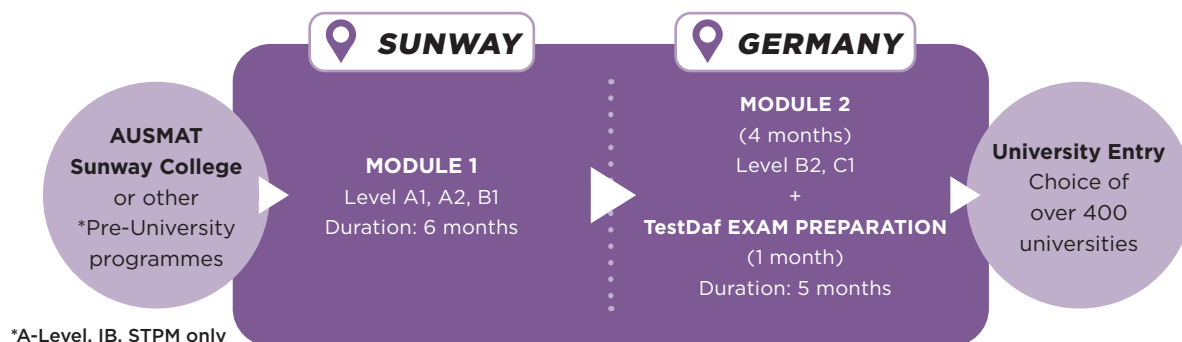 SUNWAY
GERMANY
AUSMAT
Sunway College
or other
*Pre-University
programmes
MODULE 1
Level A1, A2, B1
Duration: 6 months
MODULE 2
(4 months)
Level B2, C1
+
TestDaf EXAM PREPARATION
(1 month)
Duration: 5 months
University Entry
Choice of
over 400
universities
*A-Level, IB, STPM only